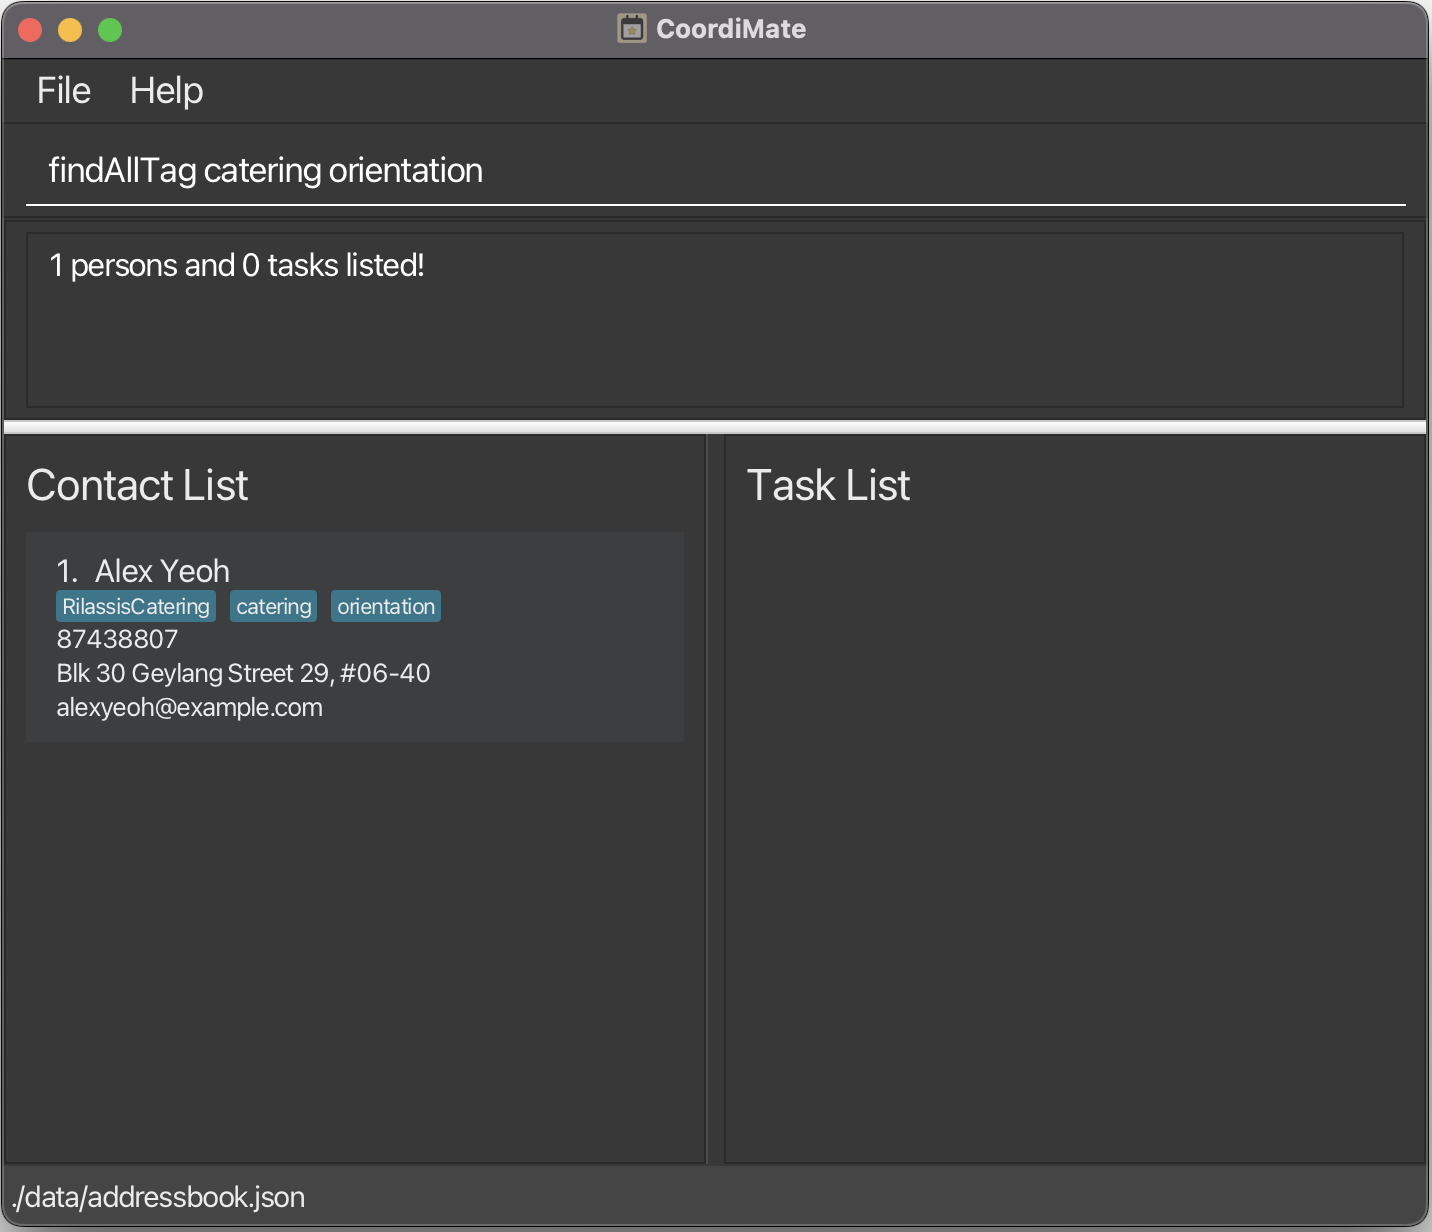 CoordiMate
File Help
findAllTag catering orientation
1 persons and 0 tasks listed!
Contact List
1. Alex Yeoh
RilassisCatering catering orientation
87438807
Blk 30 Geylang Street 29, #06-40
alexyeoh@example.com
Task List
./data/addressbook.json